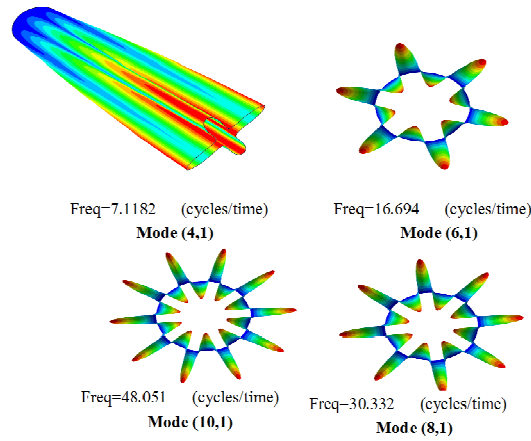 Freq=7.1182 (cycles/time)
Mode (4,1)
Freq=16.694 (cycles/time)
Mode (6,1)
Freq=48.051 (cycles/time)
Mode (10,1)
Freq=30.332 (cycles/time)
Mode (8,1)